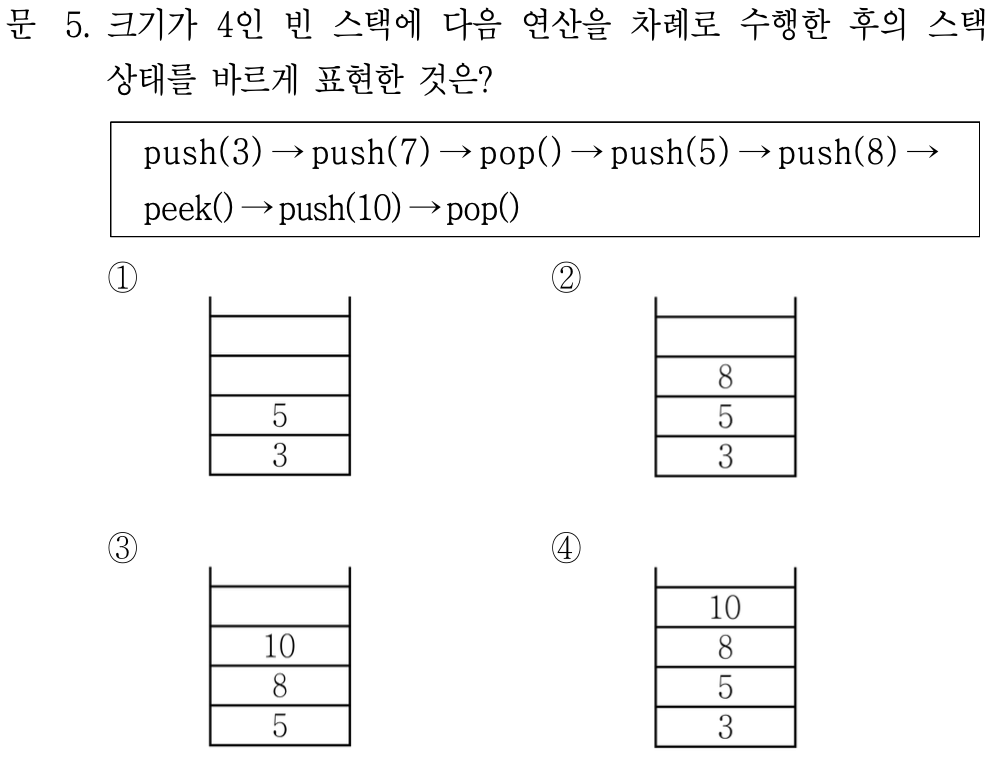 문 5. 크기가 4인 빈 스택에 다음 연산을 차례로 수행한 후의 스택
상태를 바르게 표현한 것은?
push(3) → push(7) → pop() → push(5) → push(8) →
peek() → push(10) → pop()
① ②
8
5 5
3 3
③ ④
10
10 8
8 5
5 3